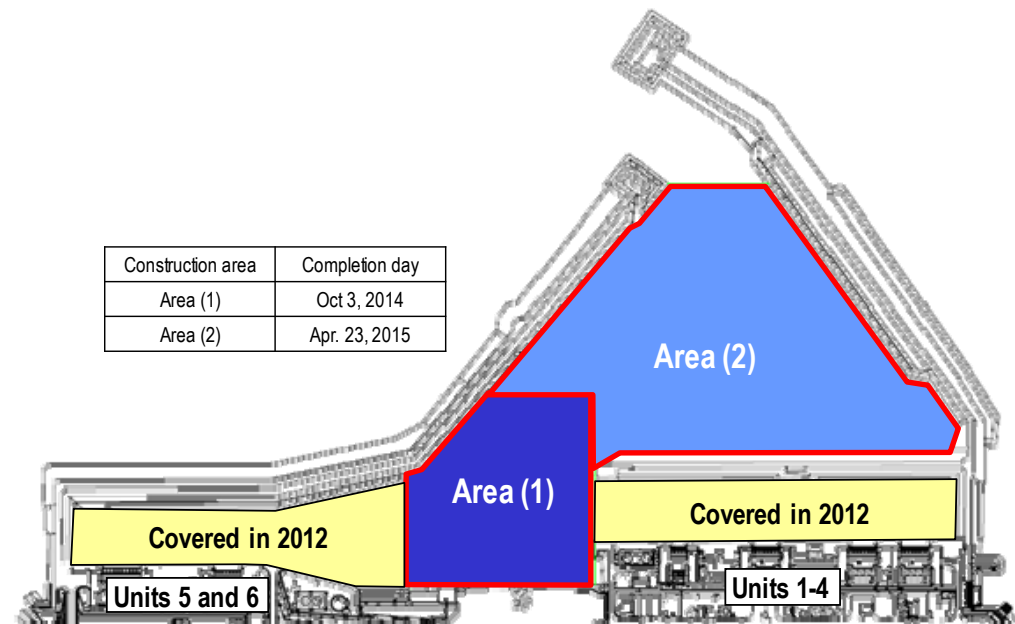 Construction area Completion day
Area (1) Oct 3, 2014
Area (2) Apr. 23, 2015
Area (2)
Area (1)
Covered in 2012
Covered in 2012
Units 5 and 6
Units 1-4